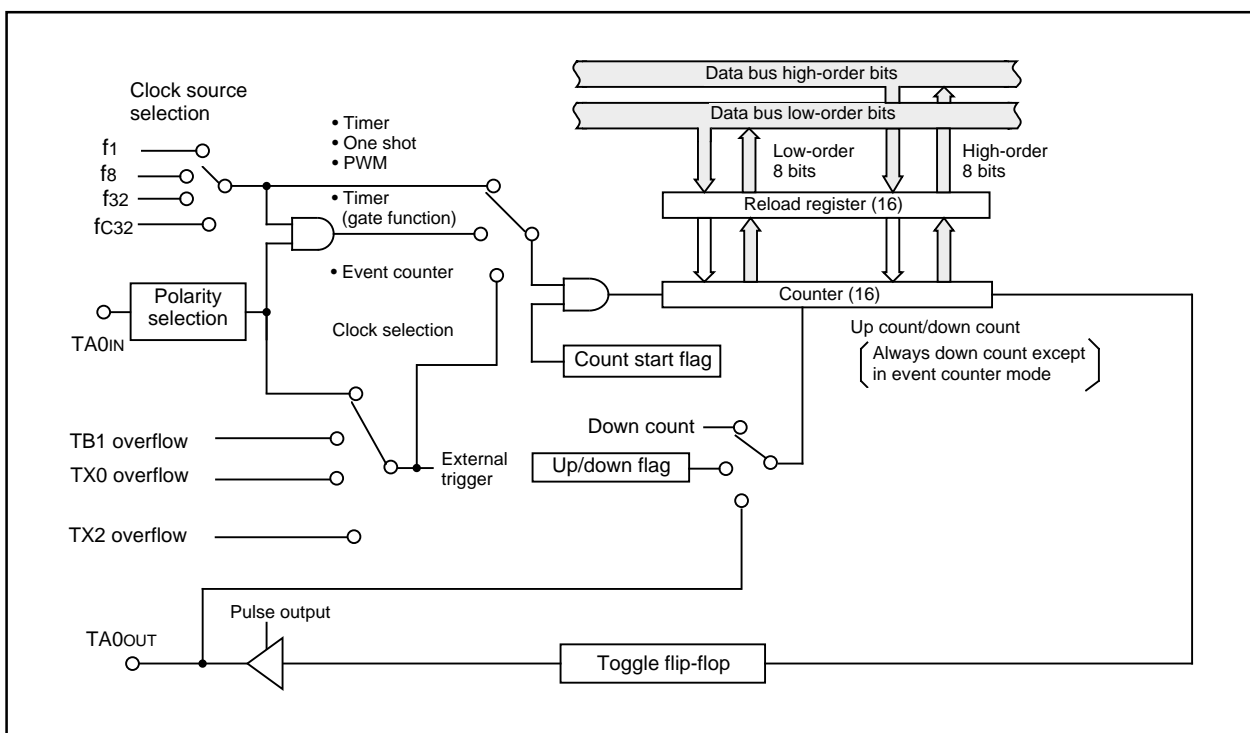 Data bus high-order bits
Data bus low-order bits
Clock source
selection
f1
f8
f32
fC32
• Timer
• One shot
• PWM
• Timer
(gate function)
• Event counter
Low-order
8 bits
High-order
8 bits
Reload register (16)
Counter (16)
Polarity
selection
TA0IN
Clock selection
Up count/down count
Always down count except
in event counter mode
Count start flag
TB1 overflow
TX0 overflow
TX2 overflow
External
trigger
Down count
Up/down flag
Pulse output
TA0OUT
Toggle flip-flop